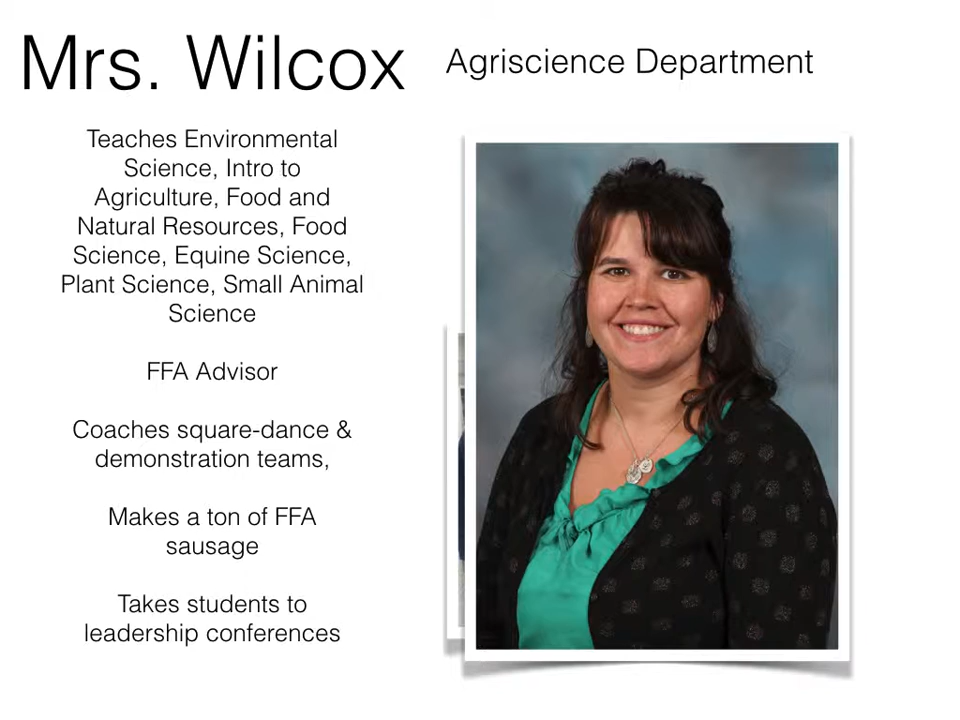 Mrs. Wilcox
Agriscience Department
Teaches Environmental
Science, Intro to
Agriculture, Food and
Natural Resources, Food
Science, Equine Science,
Plant Science, Small Animal
Science
FFA Advisor
Coaches square-dance &
demonstration teams,
Makes a ton of FFA
sausage
Takes students to
leadership conferences